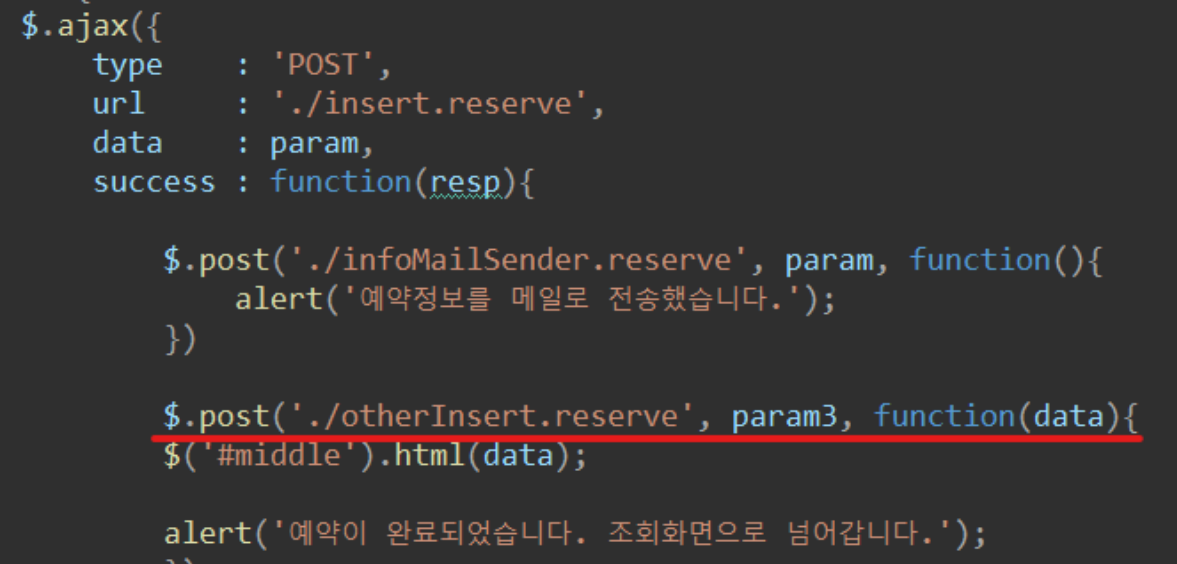 $.ajax({
type : 'POST',
url : './insert.reserve',
data : param,
success : function(resp){
$.post('./infoMailSender.reserve', param, function(){
alert('예약정보를 메일로 전송했습니다.');
})
$.post('./otherInsert.reserve', param3, function(data){
$('#middle').html(data);
alert('예약이 완료되었습니다. 조회화면으로 넘어갑니다.');